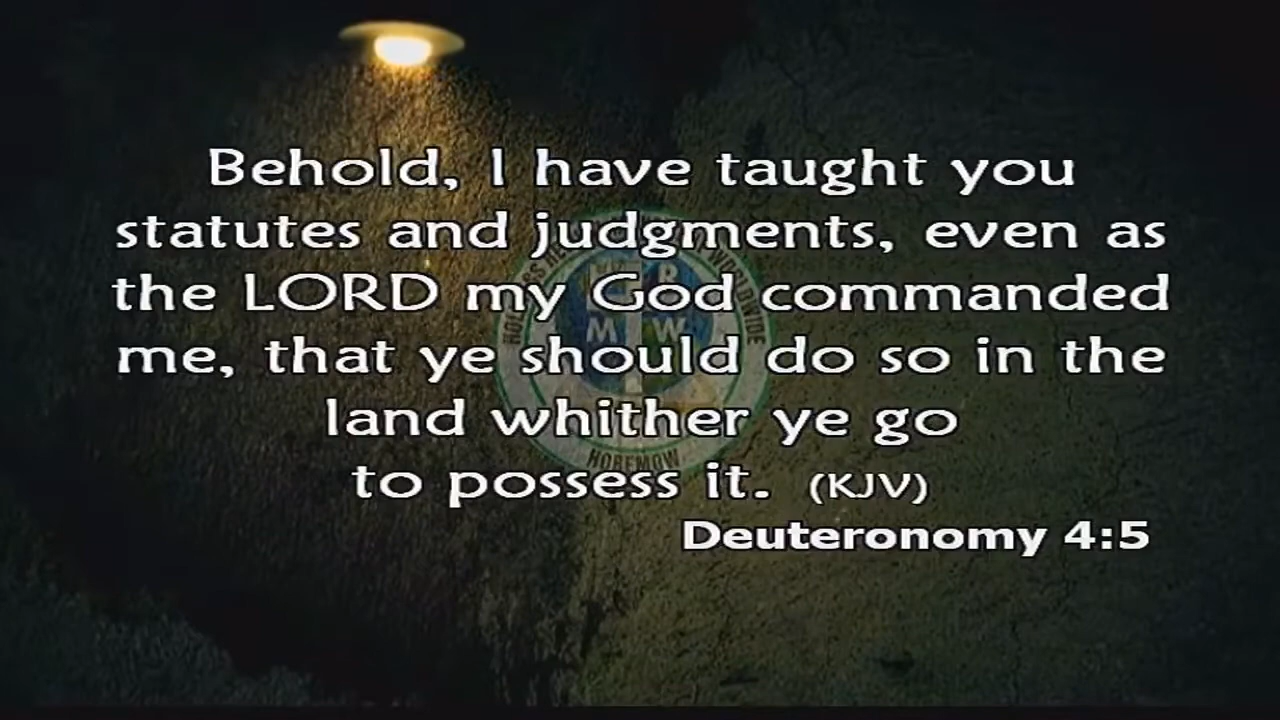 Behold, I have taught you
statutes and judgments, even as
the LORD my God commanded
me, that ye should do so in the
land whither ye go
to possess it. (KJV)
Deuteronomy 4:5
HOREMOW